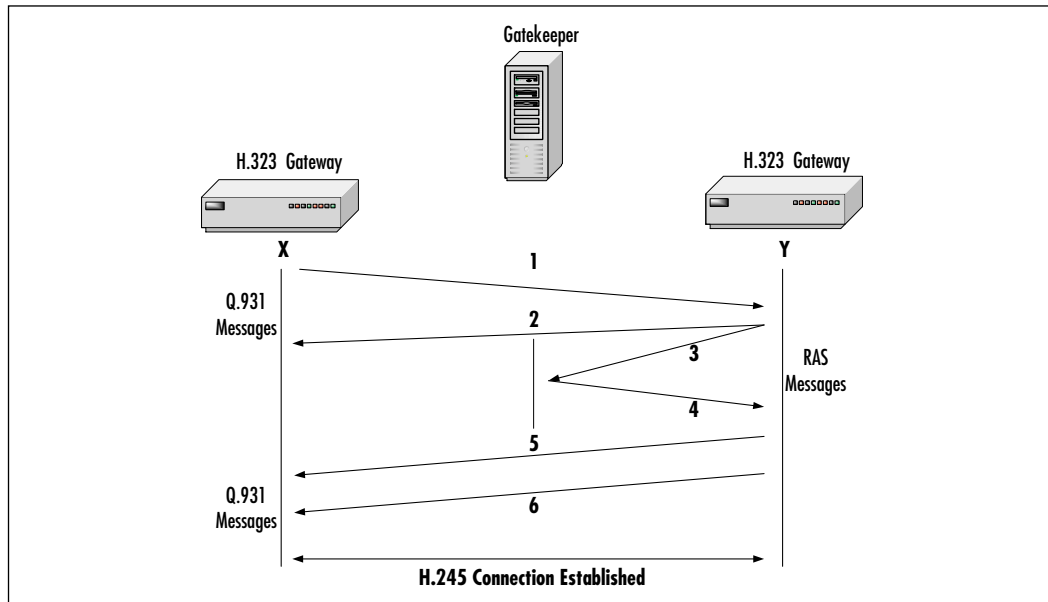 Gatekeeper
H.323 Gateway
H.323 Gateway
X
Y
1
Q.931
Messages
2
3
RAS
Messages
4
5
Q.931
Messages
6
H.245 Connection Established